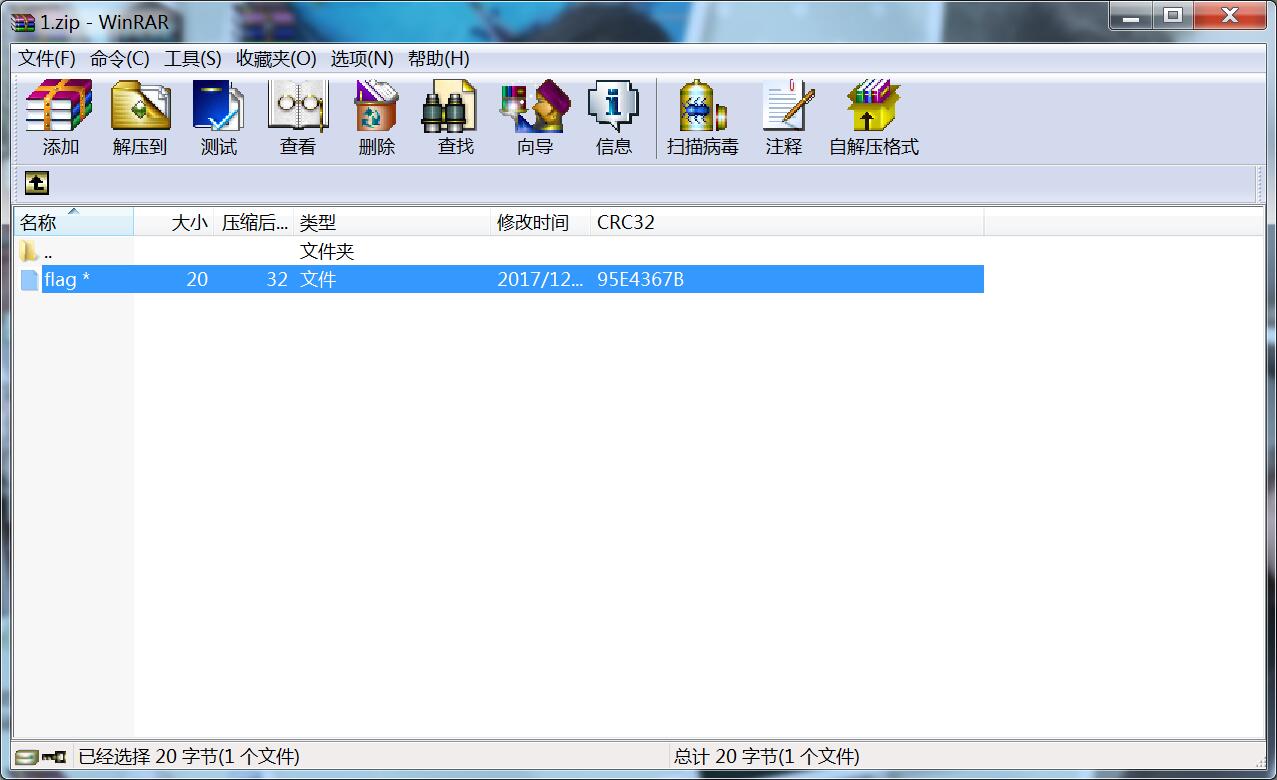 1.zip - WinRAR
文件(F) 命令(C) 工具(S) 收藏夹(O) 选项(N) 帮助(H)
添加 解压到 测试 查看 删除 查找 向导 信息 扫描病毒 注释 自解压格式
名称 大小 压缩后... 类型 修改时间 CRC32
.. 文件夹
flag * 20 32 文件 2017/12... 95E4367B
已经选择 20 字节(1 个文件) 总计 20 字节(1 个文件)